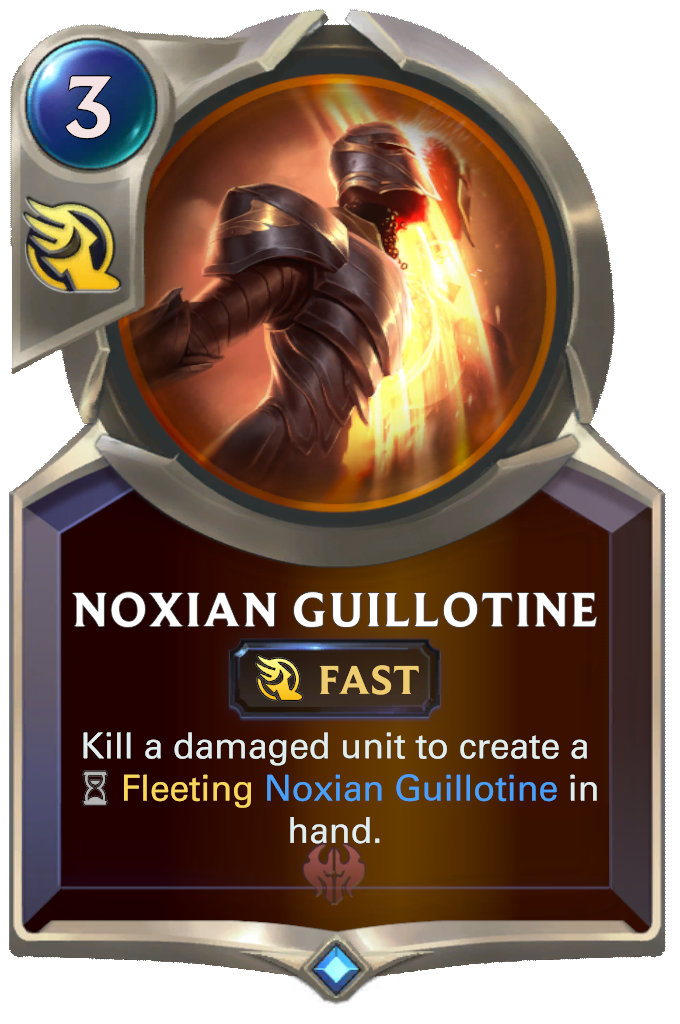 3
NOXIAN GUILLOTINE
FAST
Kill a damaged unit to create a
Fleeting Noxian Guillotine in
hand.